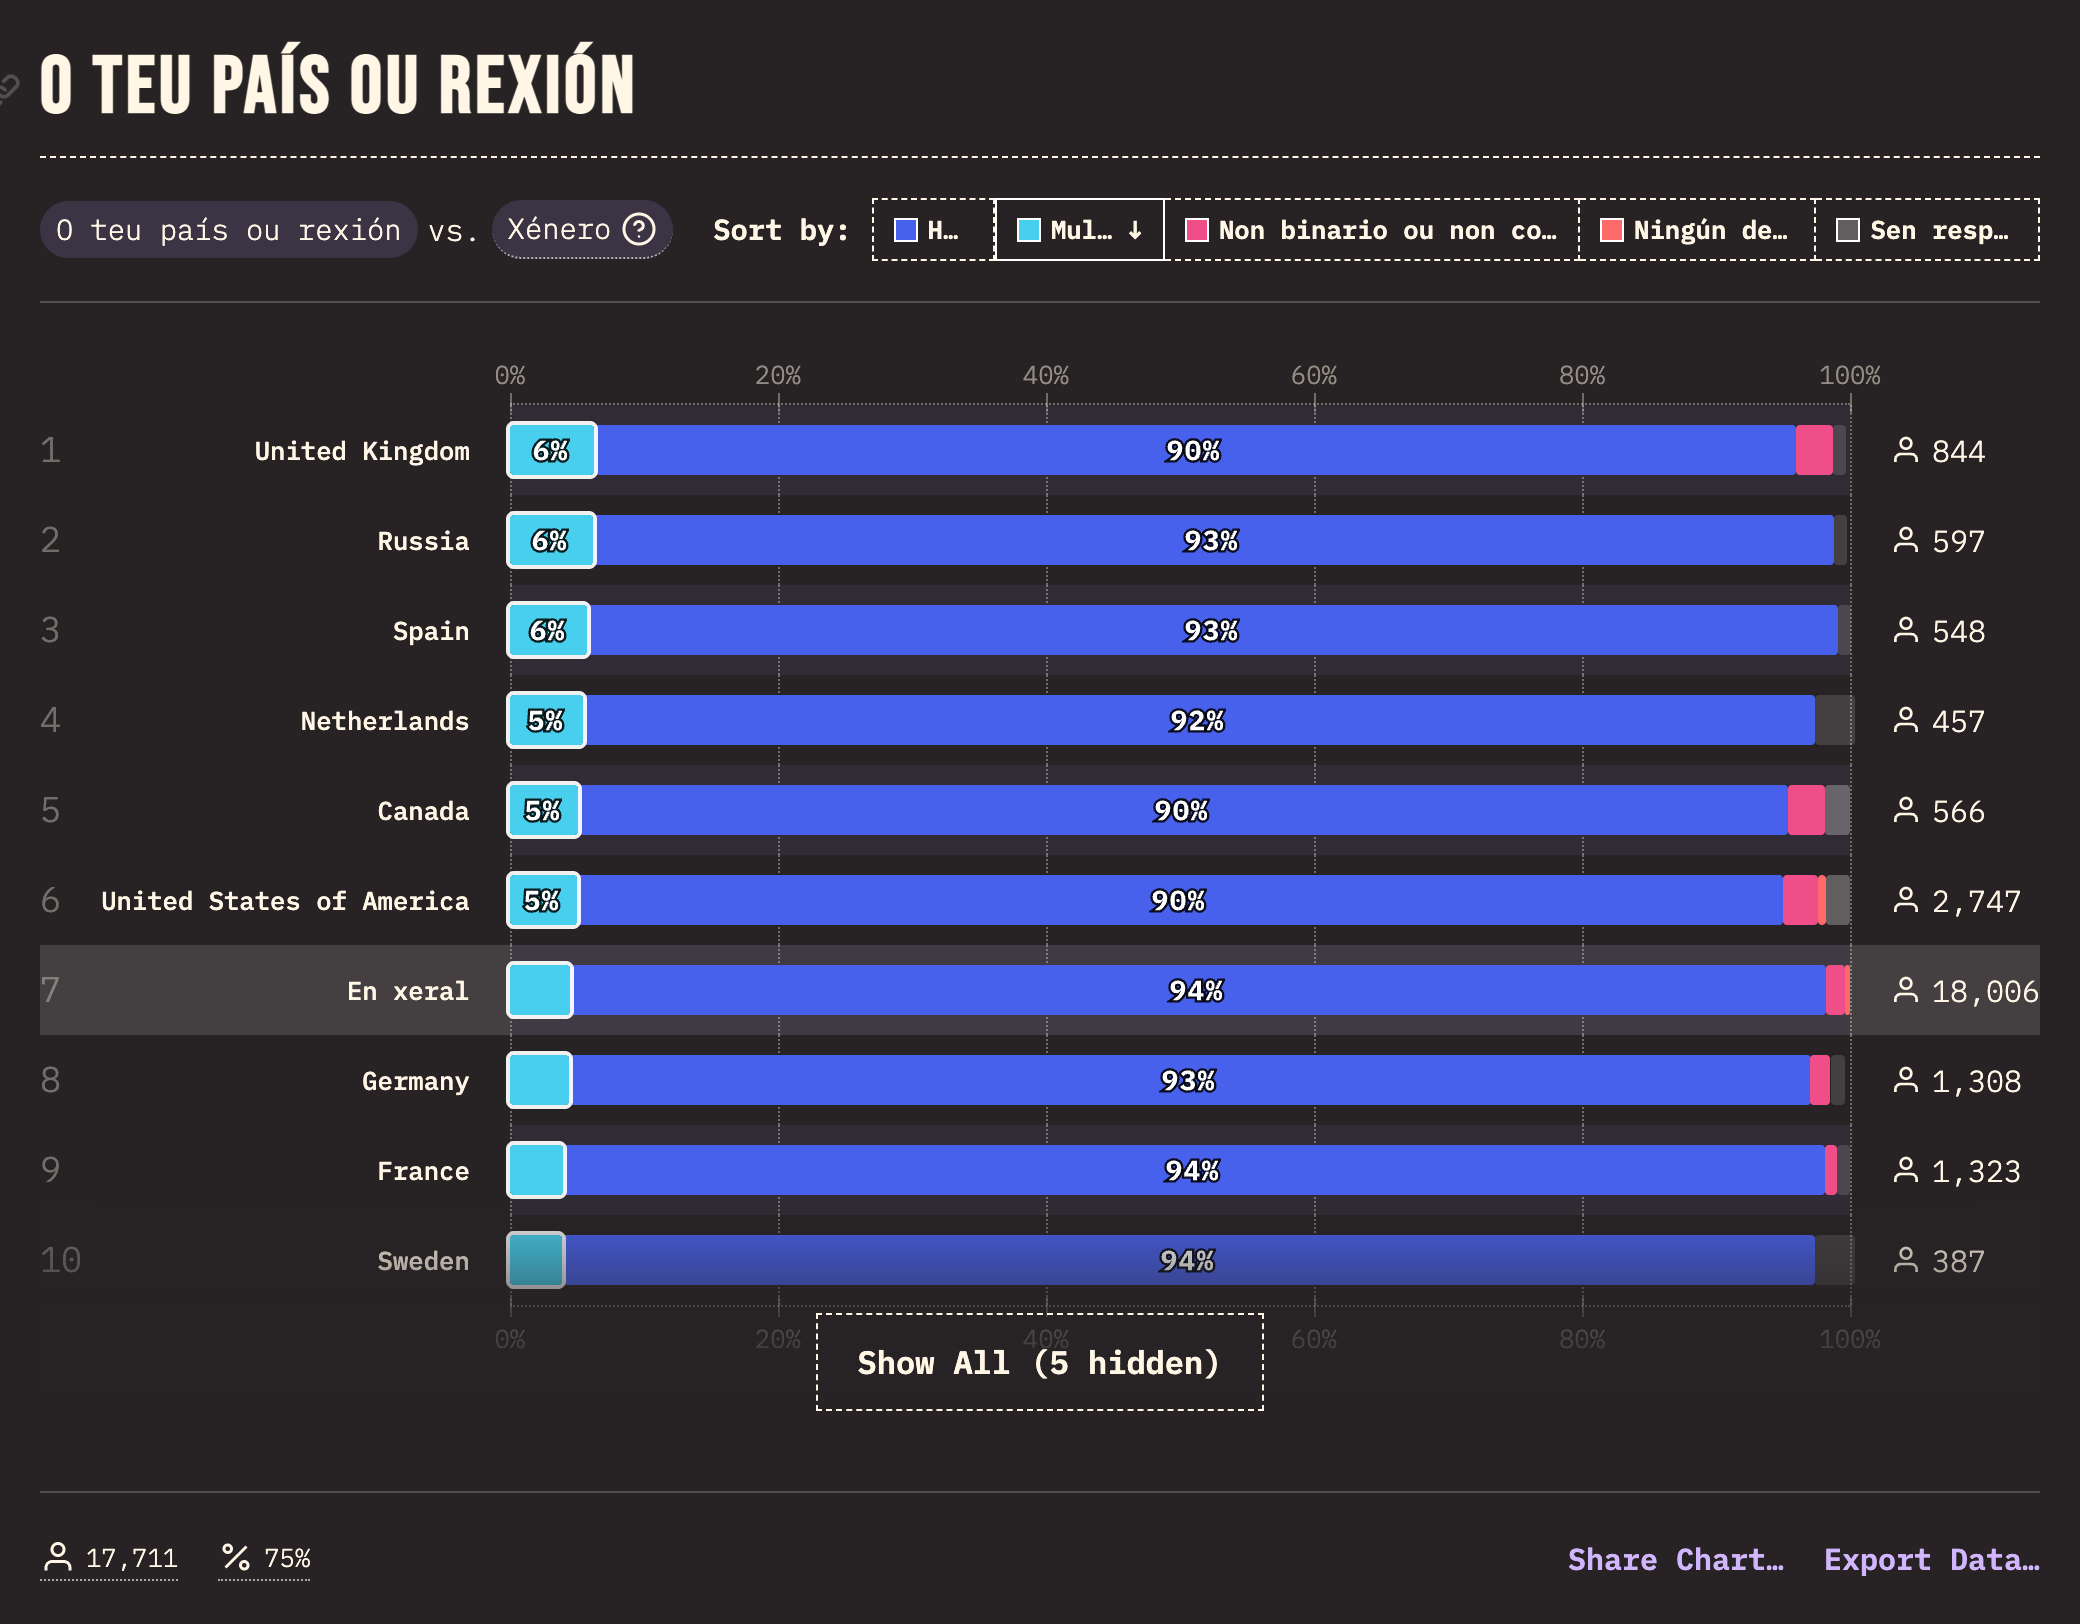 O TEU PAÍS OU REXIÓN
O teu país ou rexión vs. Xénero ? Sort by: H… Mul… ↓ Non binario ou non co… Ningún de… Sen resp…
0% 20% 40% 60% 80% 100%
1 United Kingdom 6% 90% 844
2 Russia 6% 93% 597
3 Spain 6% 93% 548
4 Netherlands 5% 92% 457
5 Canada 5% 90% 566
6 United States of America 5% 90% 2,747
7 En xeral 94% 18,006
8 Germany 93% 1,308
9 France 94% 1,323
10 Sweden 94% 387
0% 20% 40% 60% 80% 100%
Show All (5 hidden)
17,711 % 75% Share Chart… Export Data…